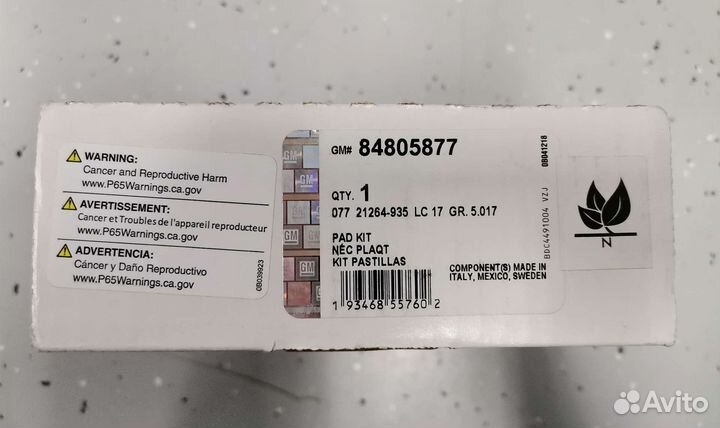 WARNING:
Cancer and Reproductive Harm
www.P65Warnings.ca.gov
AVERTISSEMENT:
Cancer et Troubles de l'appareil reproducteur
www.P65Warnings.ca.gov
ADVERTENCIA:
Cáncer y Daño Reproductivo
www.P65Warnings.ca.gov
08039923
GM
GM
GM
GM# 84805877
QTY. 1
077 21264-935 LC 17 GR. 5.017
PAD KIT
NÉC PLAQT
KIT PASTILLAS
1 93468 55760 2
COMPONENT(S) MADE IN
ITALY, MEXICO, SWEDEN
08041218
BDC4491004 VZJ
N
Avito